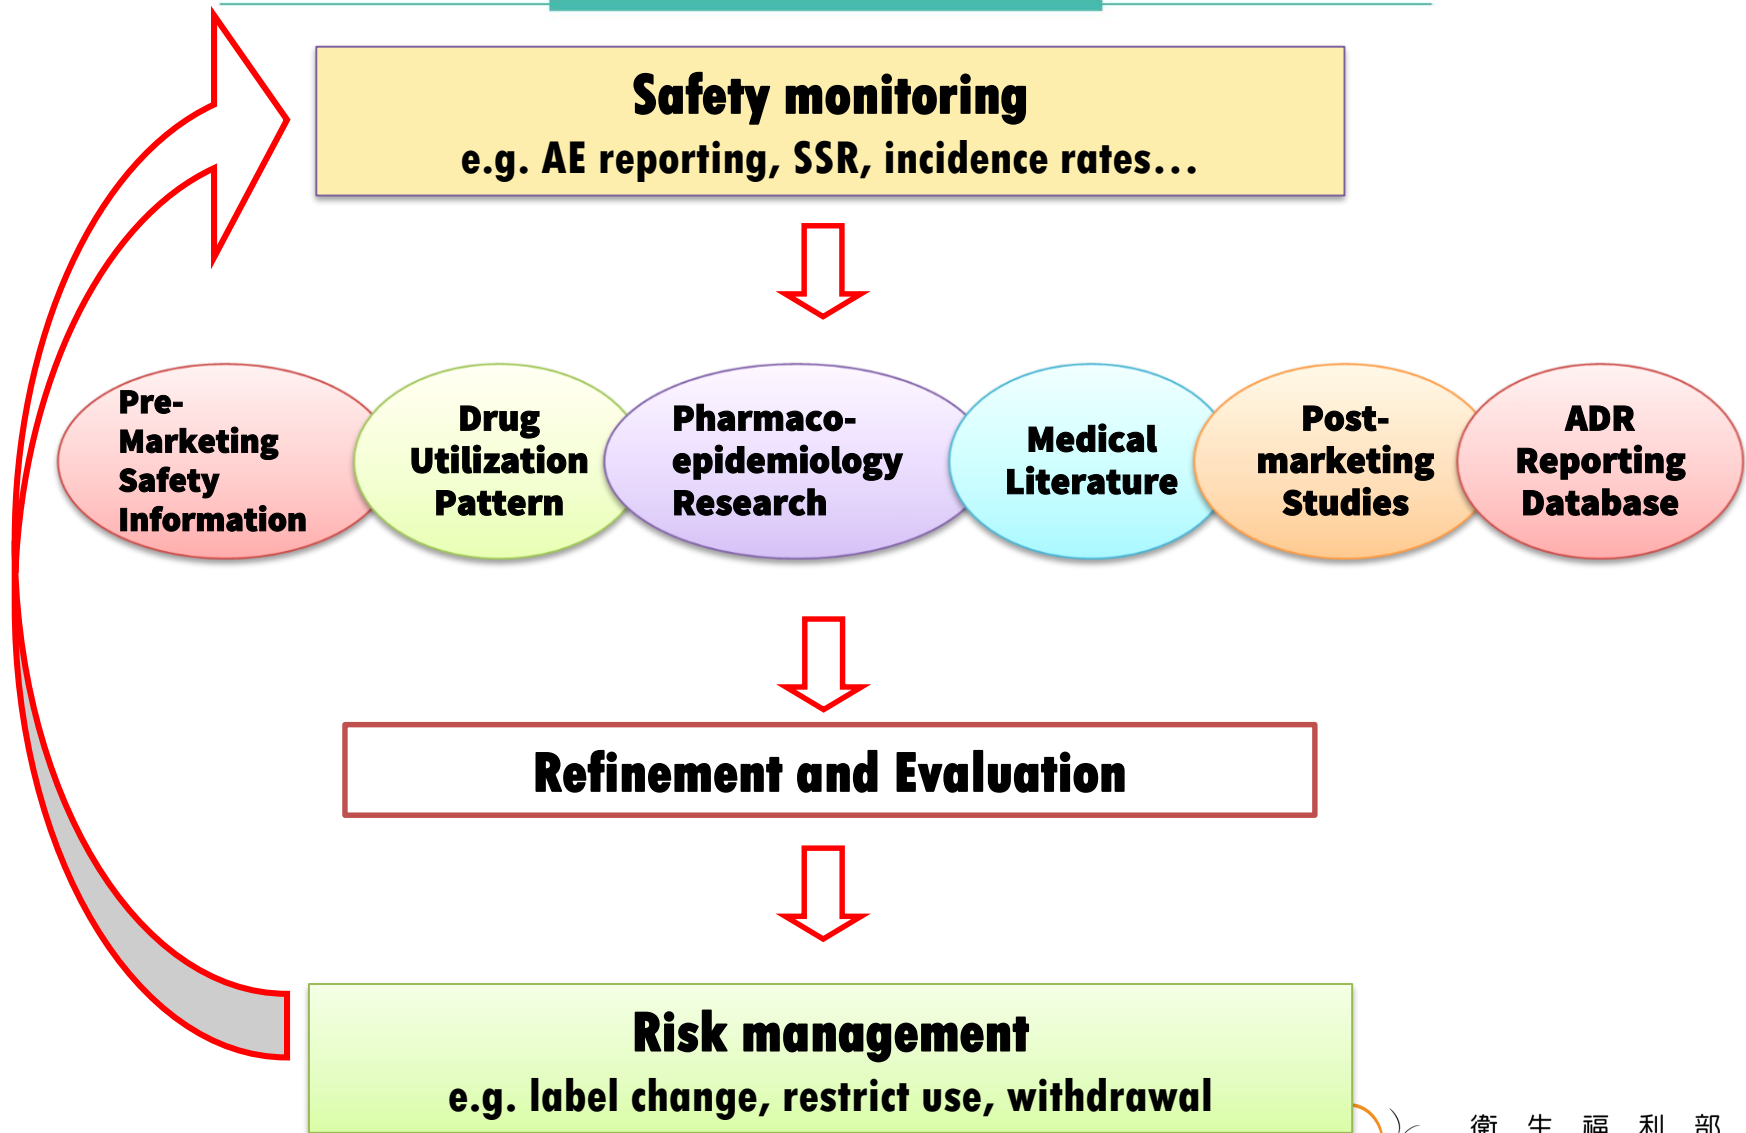 Safety monitoring
e.g. AE reporting, SSR, incidence rates…
Pre-
Marketing
Safety
Information
Drug
Utilization
Pattern
Pharmaco-
epidemiology
Research
Medical
Literature
Post-
marketing
Studies
ADR
Reporting
Database
Refinement and Evaluation
Risk management
e.g. label change, restrict use, withdrawal
衛生福利部